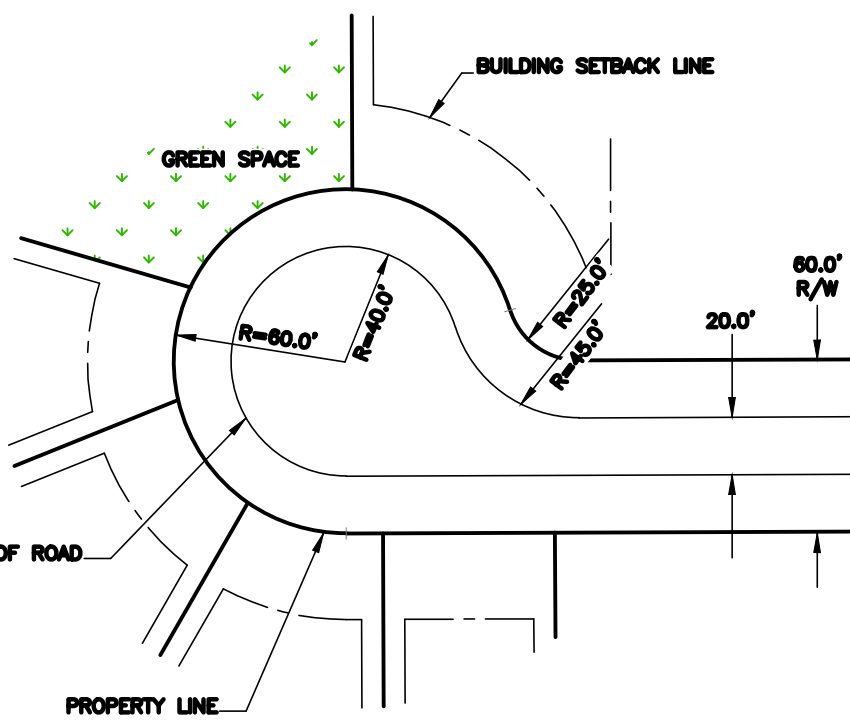 BUILDING SETBACK LINE
GREEN SPACE
60.0'
R/W
R=25.0'
20.0'
R=60.0'
R=40.0'
R=45.0'
OF ROAD
PROPERTY LINE